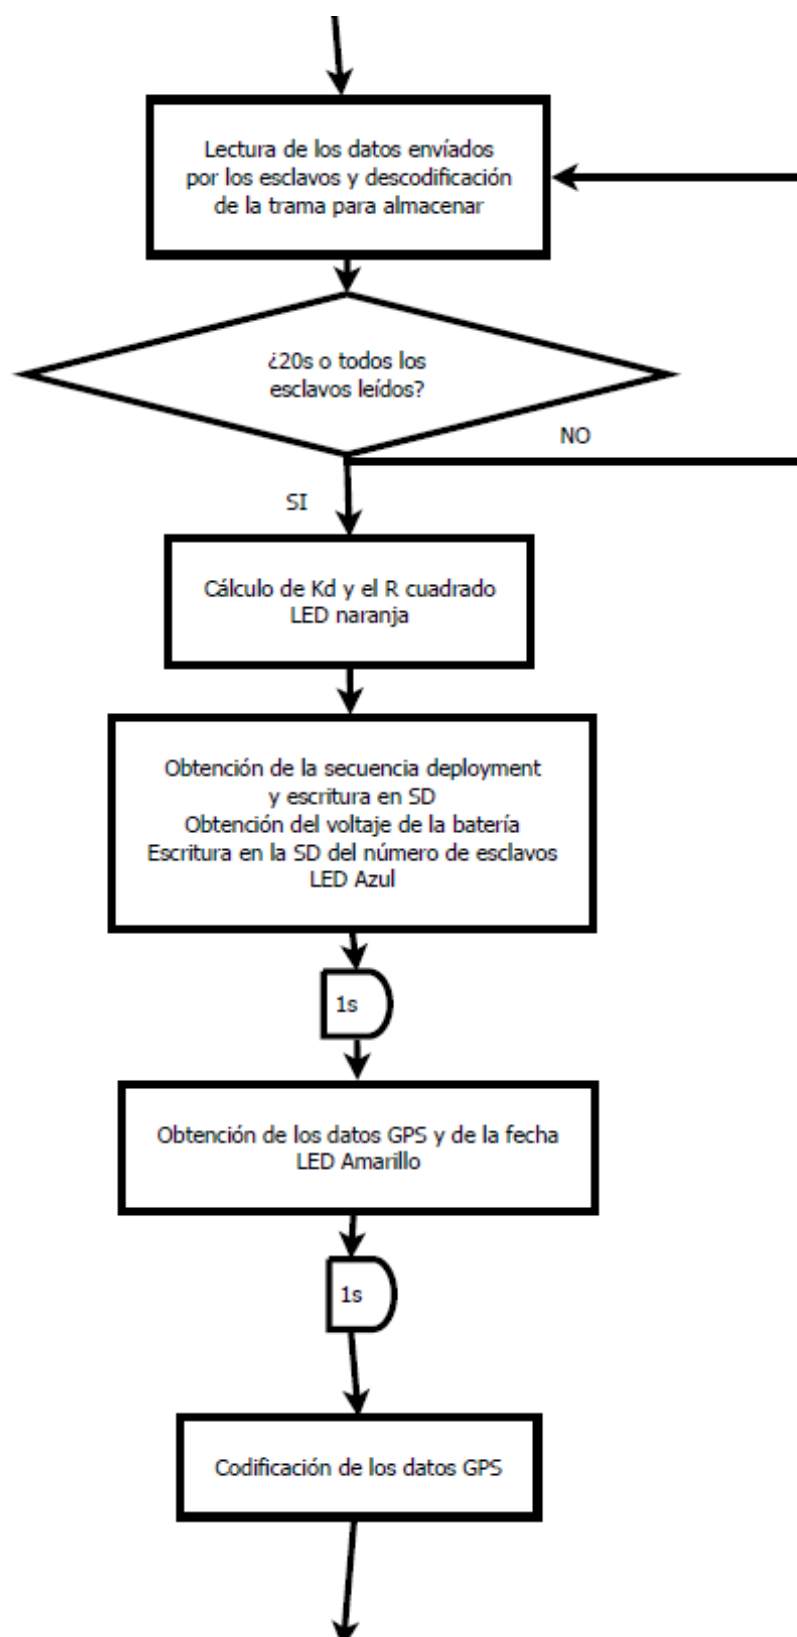 Lectura de los datos envíados
por los esclavos y descodificación
de la trama para almacenar
¿20s o todos los
esclavos leídos?
NO
SI
Cálculo de Kd y el R cuadrado
LED naranja
Obtención de la secuencia deployment
y escritura en SD
Obtención del voltaje de la batería
Escritura en la SD del número de esclavos
LED Azul
1s
Obtención de los datos GPS y de la fecha
LED Amarillo
1s
Codificación de los datos GPS